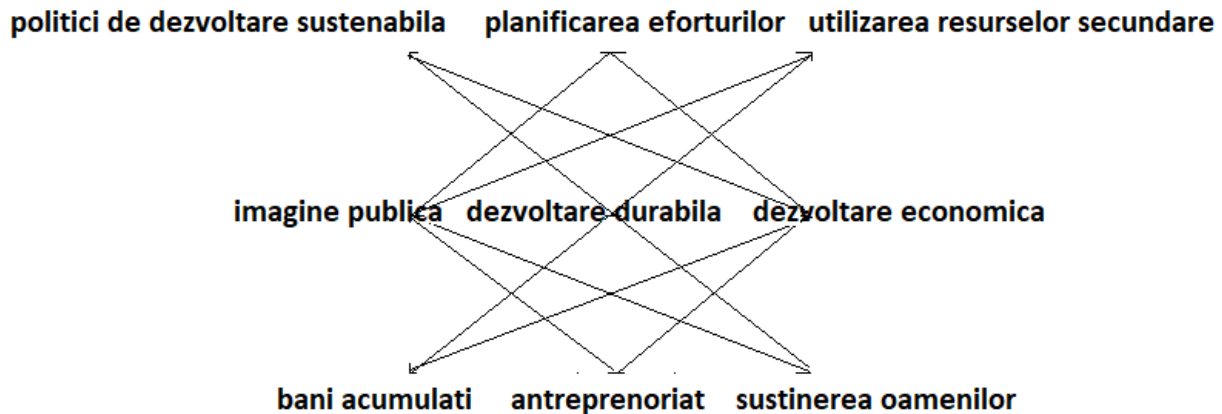 politici de dezvoltare sustenabila planificarea eforturilor utilizarea resurselor secundare
imagine publica dezvoltare durabila dezvoltare economica
bani acumulati antreprenoriat sustinerea oamenilor